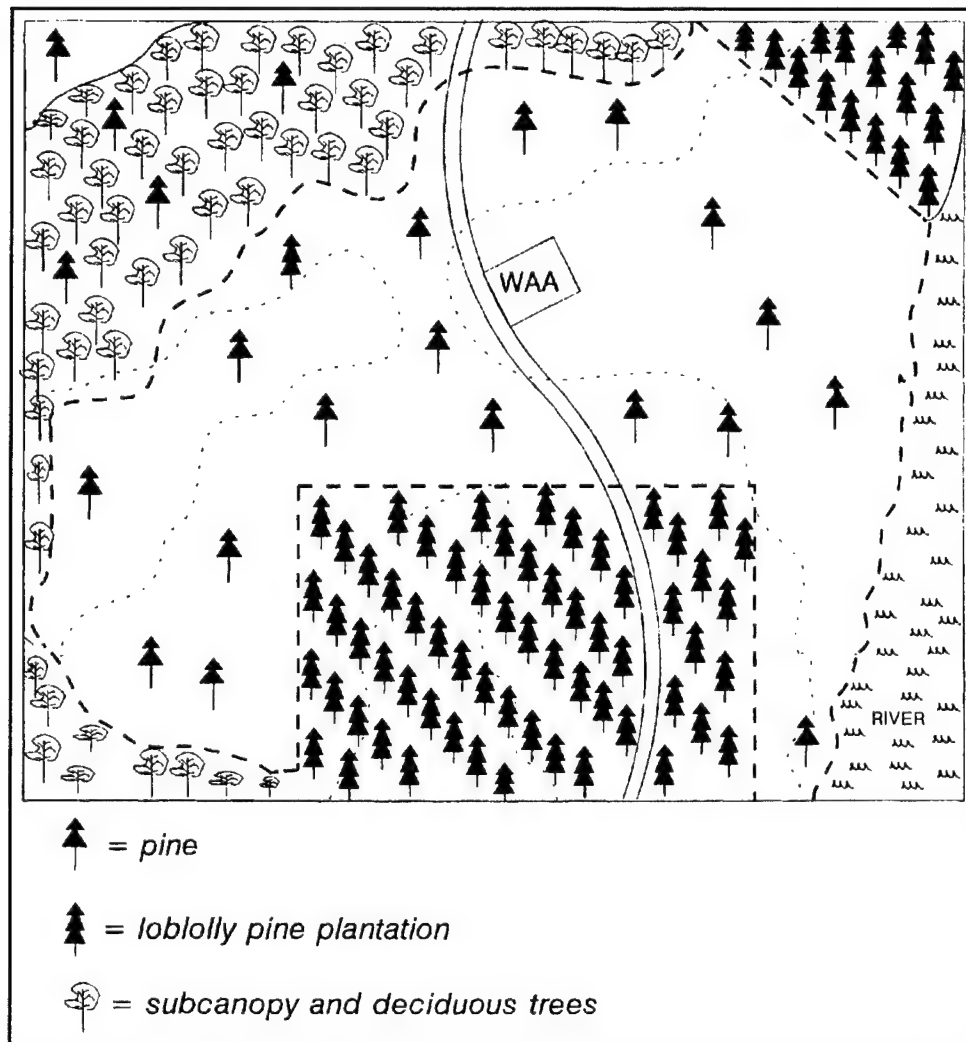 WAA
RIVER
= pine
= loblolly pine plantation
= subcanopy and deciduous trees